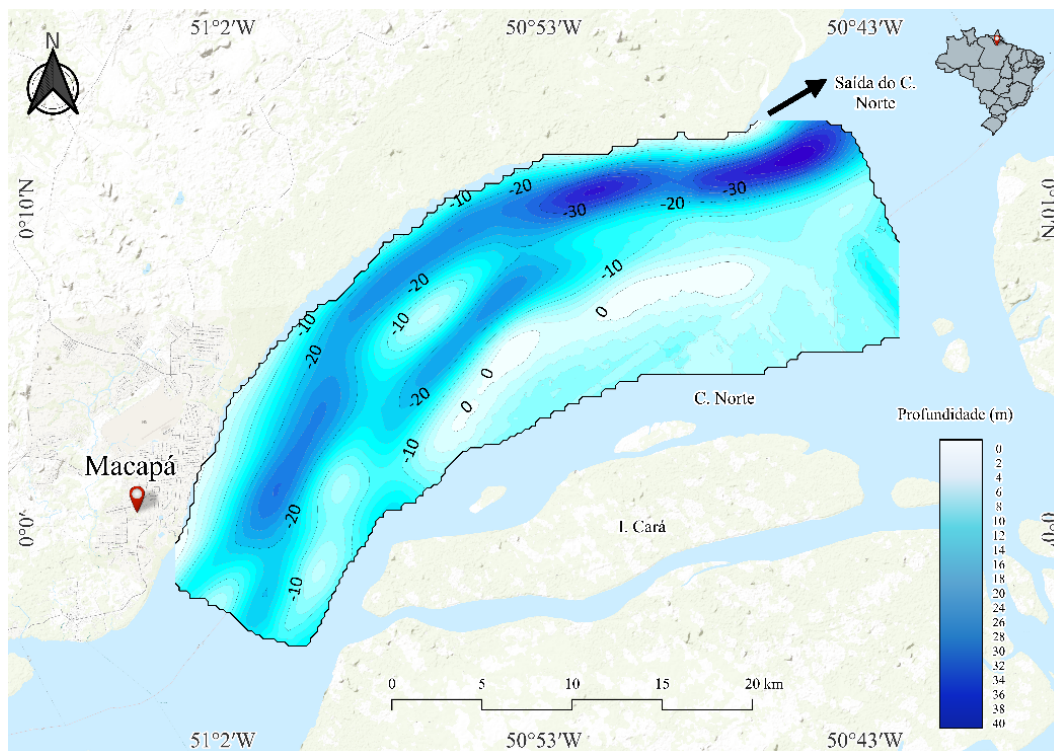 51°2'W
50°53'W
50°43'W
N
Saída do C.
Norte
0°10'N
0°10'N
-10
-20
-30
-20
-30
-10
-20
-10
-10
0
-20
0
-20
0
-10
C. Norte
Profundidade (m)
0
2
4
6
8
10
12
14
16
18
20
22
24
26
28
30
32
34
36
38
40
Macapá
-20
I. Cará
0°0'
0°0'
-10
0
5
10
15
20 km
51°2'W
50°53'W
50°43'W